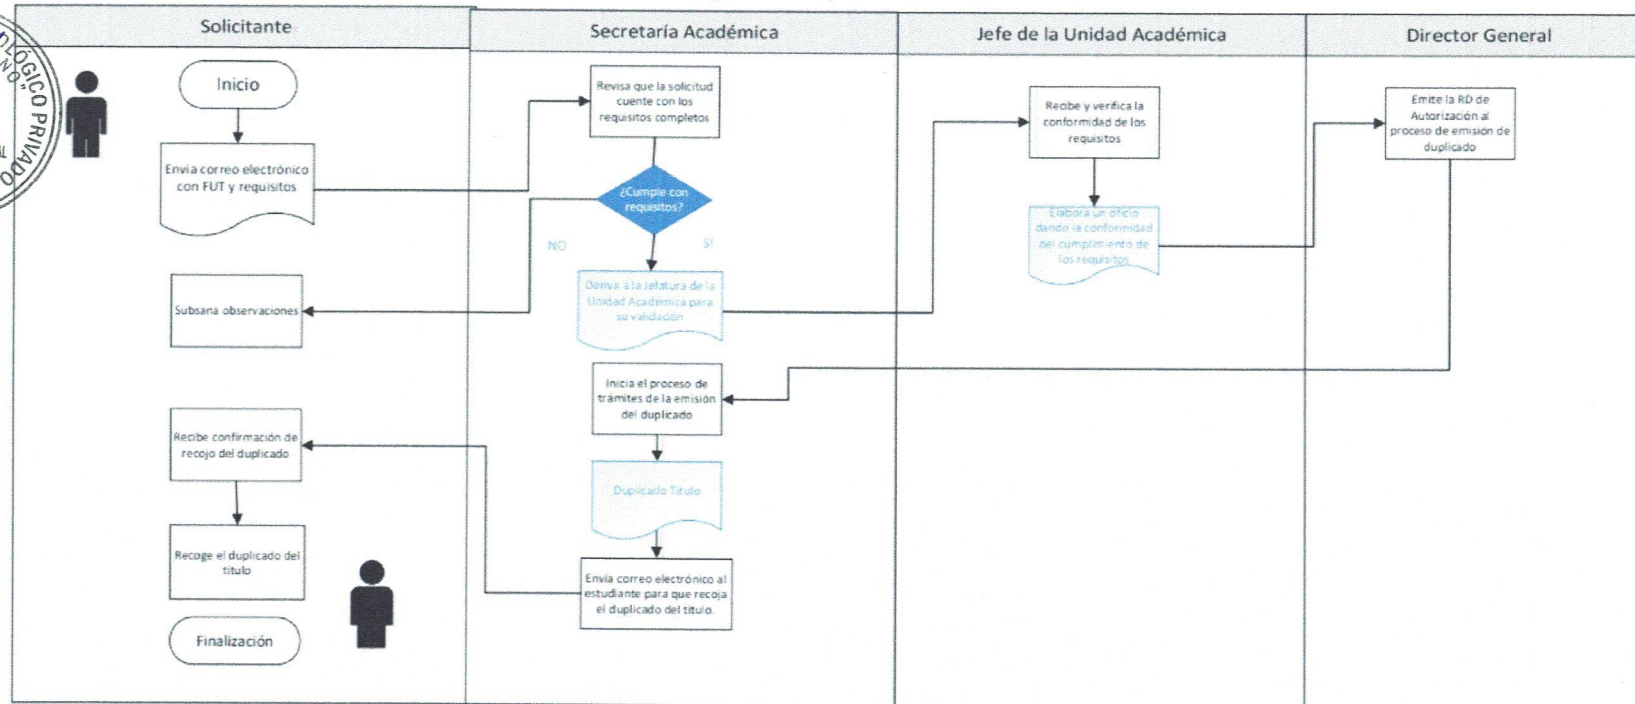 Solicitante
Secretaría Académica
Jefe de la Unidad Académica
Director General
LÓGICO PRIVADO
Inicio
Envía correo electrónico
con FUT y requisitos
Subsana observaciones
Recibe confirmación de
recojo del duplicado
Recoge el duplicado del
título
Finalización
Revisa que la solicitud
cuente con los
requisitos completos
¿Cumple con
requisitos?
NO
SI
Deriva a la Jefatura de la
Unidad Académica para
su validación
Inicia el proceso de
trámites de la emisión
del duplicado
Duplicado Título
Envía correo electrónico al
estudiante para que recoja
el duplicado del título.
Recibe y verifica la
conformidad de los
requisitos
Elabora un oficio
dando la conformidad
del cumplimiento de
los requisitos
Emite la RD de
Autorización al
proceso de emisión de
duplicado